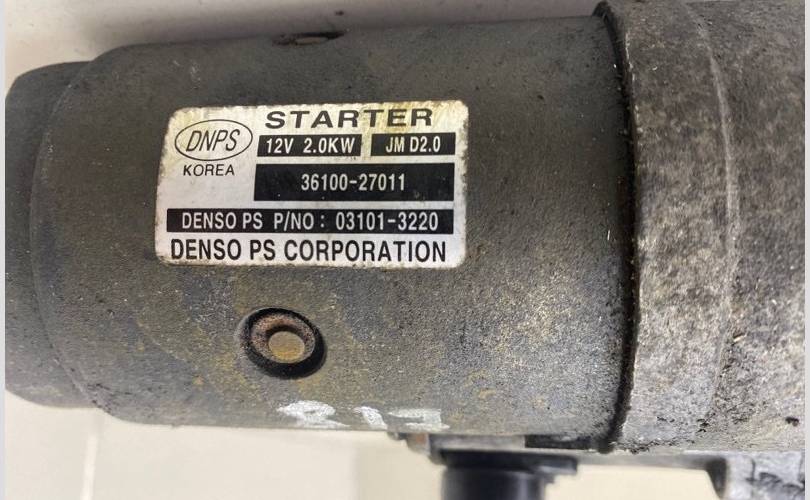 STARTER
DNPS
12V 2.0KW JM D2.0
KOREA
36100-27011
DENSO PS P/NO: 03101-3220
DENSO PS CORPORATION